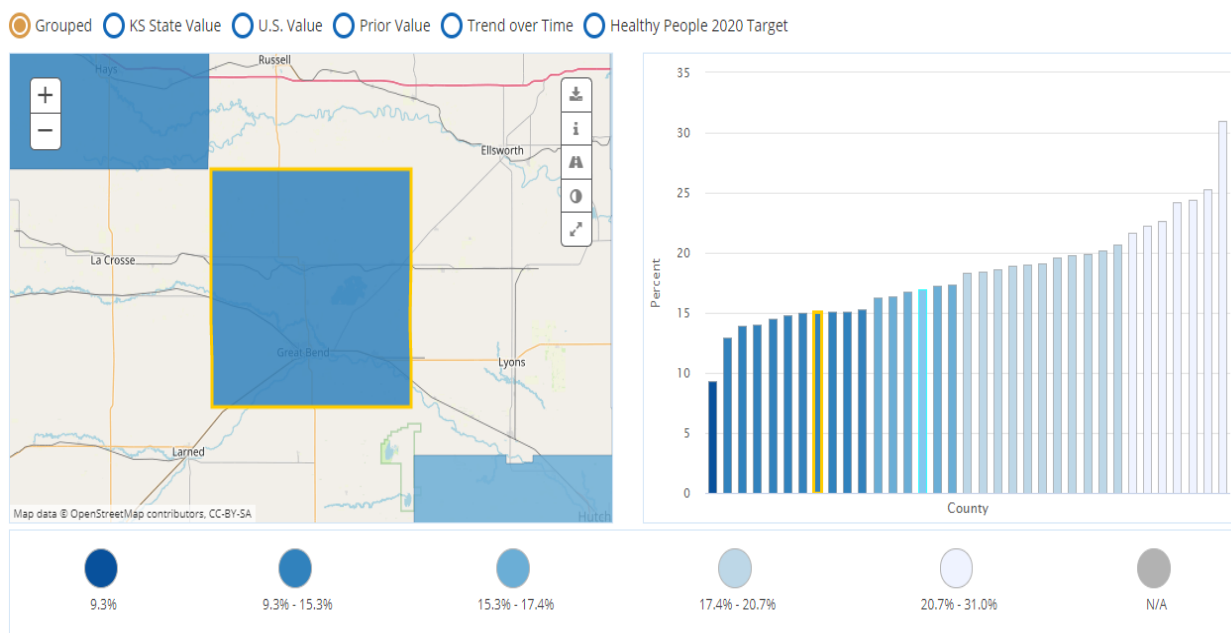 Grouped KS State Value U.S. Value Prior Value Trend over Time Healthy People 2020 Target
Hays
Russell
+
−
i
Ellsworth
La Crosse
Great Bend
Lyons
Larned
Hutch
Map data © OpenStreetMap contributors, CC-BY-SA
35
30
25
20
15
10
5
0
Percent
County
9.3%
9.3% - 15.3%
15.3% - 17.4%
17.4% - 20.7%
20.7% - 31.0%
N/A